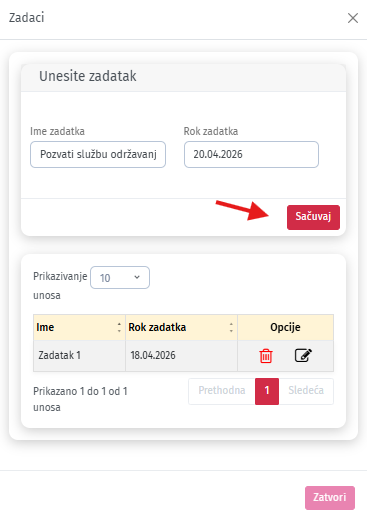 Zadaci
Unesite zadatak
Ime zadatka
Rok zadatka
Pozvati službu održavanj
20.04.2026
Sačuvaj
Prikazivanje 10
unosa
Ime
Rok zadatka
Opcije
Zadatak 1
18.04.2026
Prikazano 1 do 1 od 1
unosa
Prethodna
1
Sledeća
Zatvori